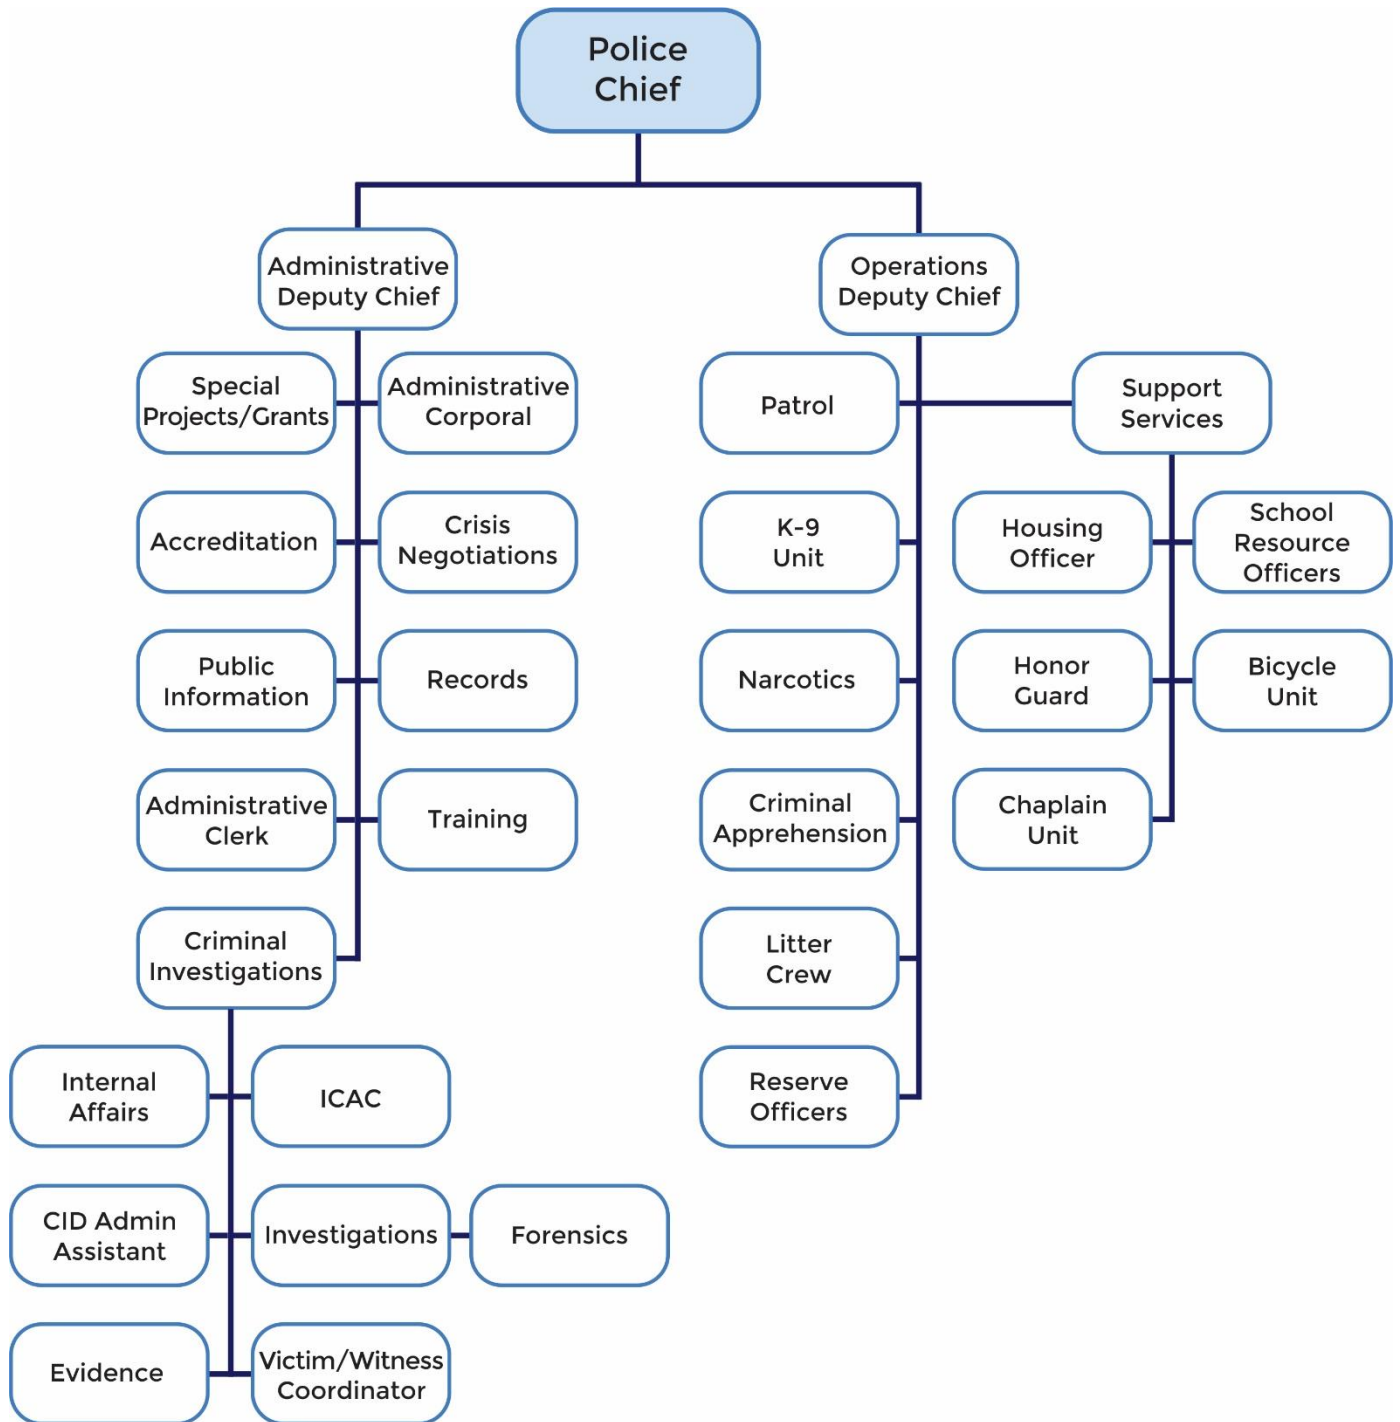 Police
Chief
Administrative
Deputy Chief
Operations
Deputy Chief
Special
Projects/Grants
Administrative
Corporal
Patrol
Support
Services
Accreditation
Crisis
Negotiations
K-9
Unit
Housing
Officer
School
Resource
Officers
Public
Information
Records
Narcotics
Honor
Guard
Bicycle
Unit
Administrative
Clerk
Training
Criminal
Apprehension
Chaplain
Unit
Criminal
Investigations
Litter
Crew
Internal
Affairs
ICAC
Reserve
Officers
CID Admin
Assistant
Investigations
Forensics
Evidence
Victim/Witness
Coordinator